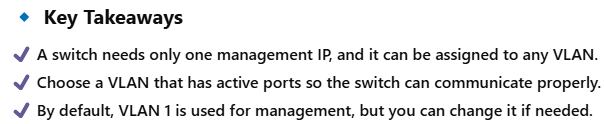 Key Takeaways
A switch needs only one management IP, and it can be assigned to any VLAN.
Choose a VLAN that has active ports so the switch can communicate properly.
By default, VLAN 1 is used for management, but you can change it if needed.